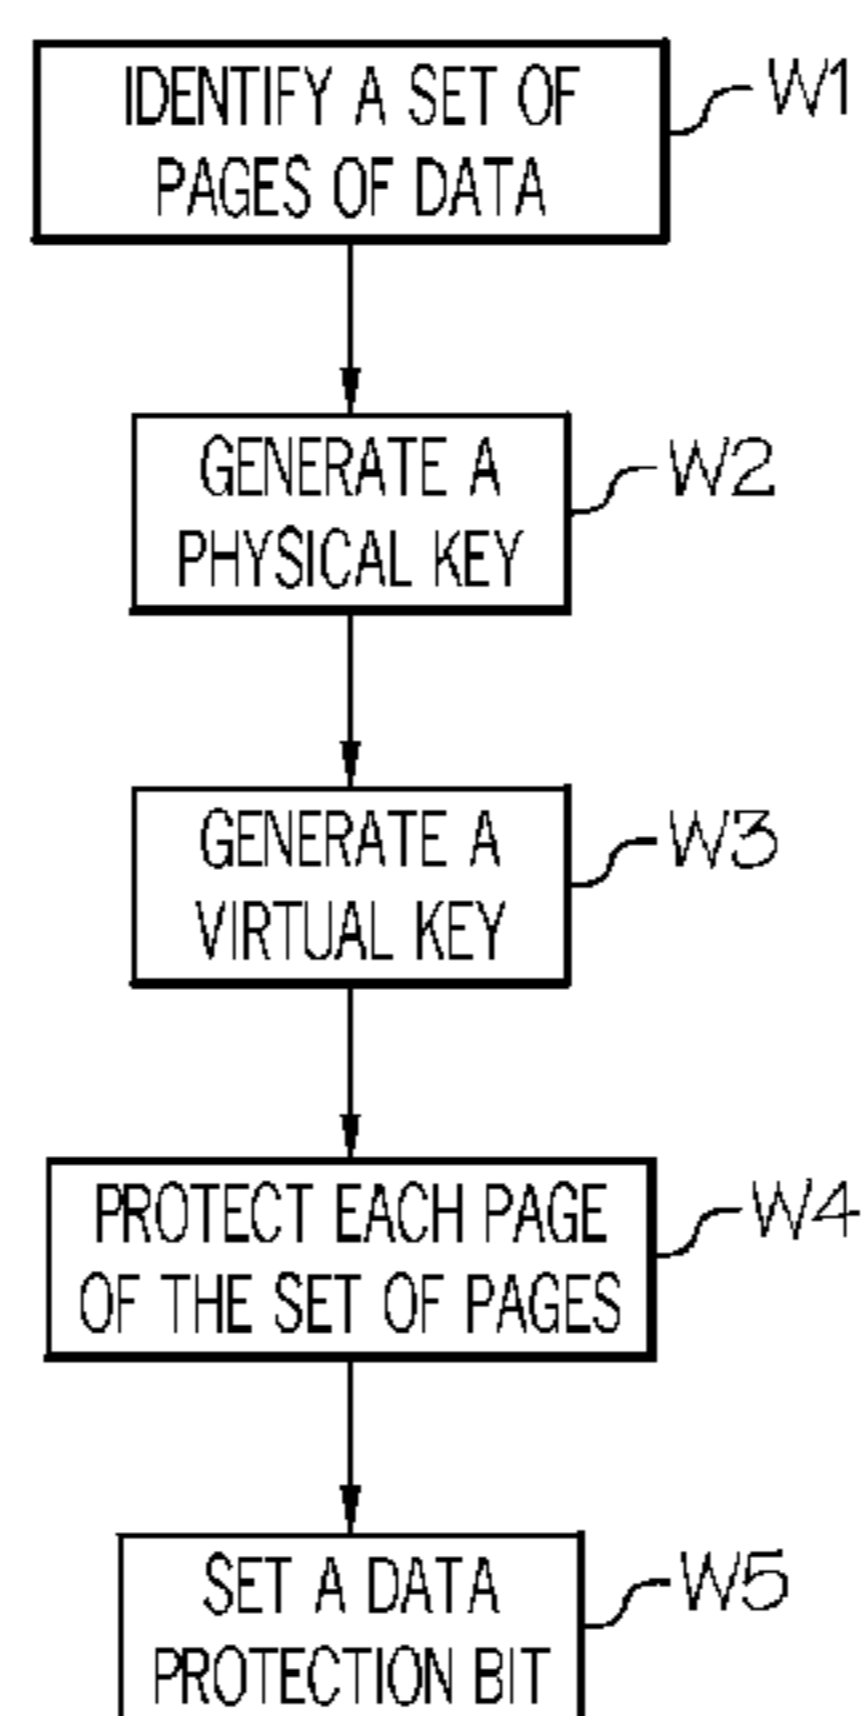 IDENTIFY A SET OF
PAGES OF DATA
W1
GENERATE A
PHYSICAL KEY
W2
GENERATE A
VIRTUAL KEY
W3
PROTECT EACH PAGE
OF THE SET OF PAGES
W4
SET A DATA
PROTECTION BIT
W5